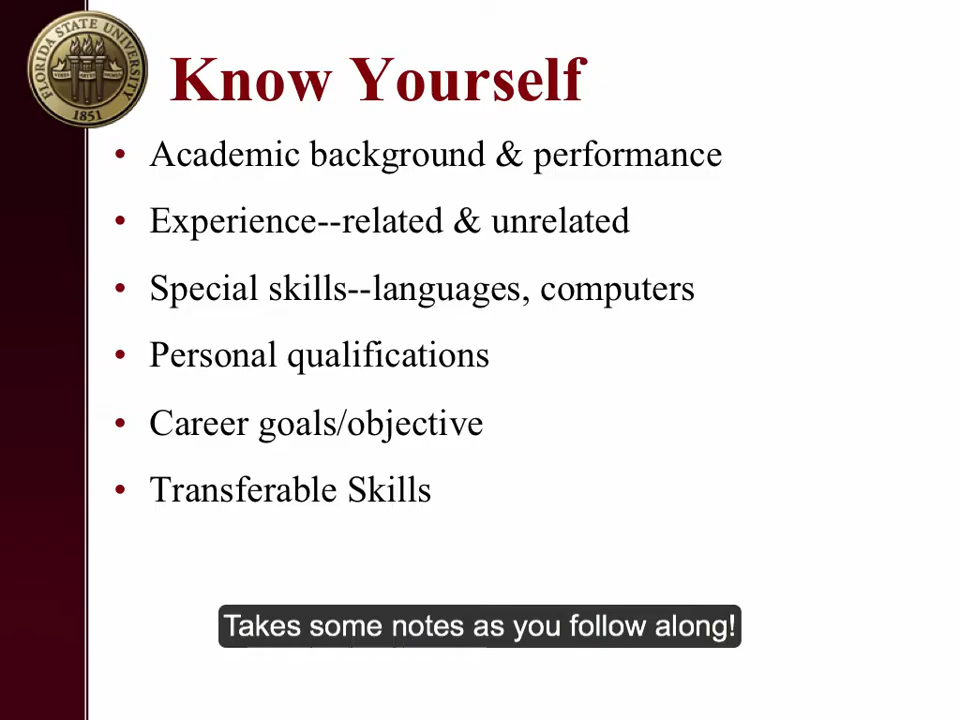 FLORIDA STATE UNIVERSITY
1851
Know Yourself
• Academic background & performance
• Experience--related & unrelated
• Special skills--languages, computers
• Personal qualifications
• Career goals/objective
• Transferable Skills
Takes some notes as you follow along!